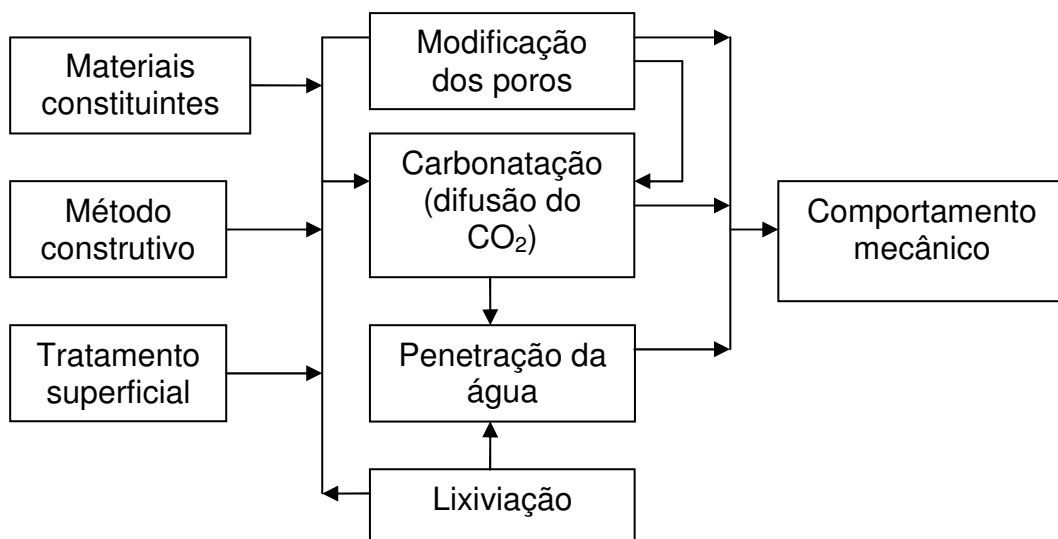 Materiais
constituintes
Método
construtivo
Tratamento
superficial
Modificação
dos poros
Carbonatação
(difusão do
CO₂)
Penetração da
água
Lixiviação
Comportamento
mecânico